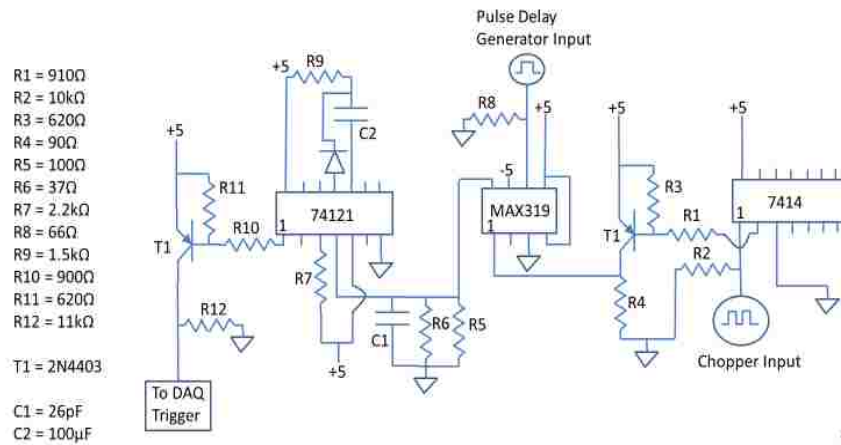 R1 = 910Ω
R2 = 10kΩ
R3 = 620Ω
R4 = 90Ω
R5 = 100Ω
R6 = 37Ω
R7 = 2.2kΩ
R8 = 66Ω
R9 = 1.5kΩ
R10 = 900Ω
R11 = 620Ω
R12 = 11kΩ
T1 = 2N4403
C1 = 26pF
C2 = 100µF
+5
R11
T1
R10
R12
To DAQ
Trigger
+5
R9
C2
74121
1
R7
+5
C1
R6
R5
Pulse Delay
Generator Input
R8
+5
-5
MAX319
1
+5
R3
T1
R1
R2
R4
+5
7414
1
Chopper Input